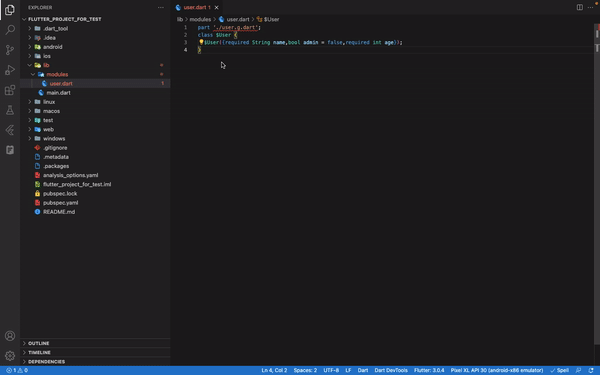 EXPLORER
user.dart 1
FLUTTER_PROJECT_FOR_TEST
lib > modules > user.dart > $User
.dart_tool
.idea
android
ios
lib
modules
user.dart 1
main.dart
linux
macos
test
web
windows
.gitignore
.metadata
.packages
analysis_options.yaml
flutter_project_for_test.iml
pubspec.lock
pubspec.yaml
README.md
1 part './user.g.dart';
2 class $User {
3 $User({required String name,bool admin = false,required int age});
4 }
OUTLINE
TIMELINE
DEPENDENCIES
1 0 Ln 4, Col 2 Spaces: 2 UTF-8 LF Dart Dart DevTools Flutter: 3.0.4 Pixel XL API 30 (android-x86 emulator) Spell